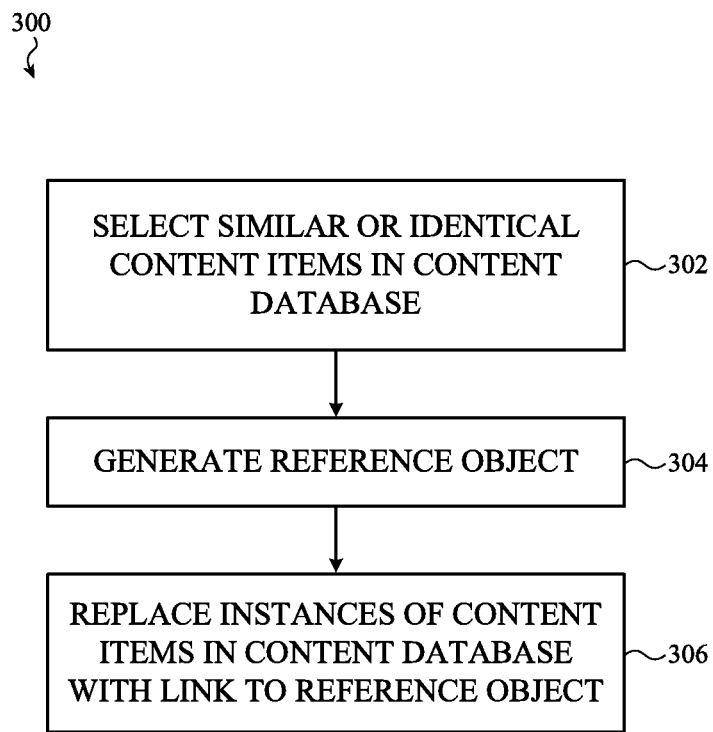 300
SELECT SIMILAR OR IDENTICAL
CONTENT ITEMS IN CONTENT
DATABASE
302
GENERATE REFERENCE OBJECT
304
REPLACE INSTANCES OF CONTENT
ITEMS IN CONTENT DATABASE
WITH LINK TO REFERENCE OBJECT
306